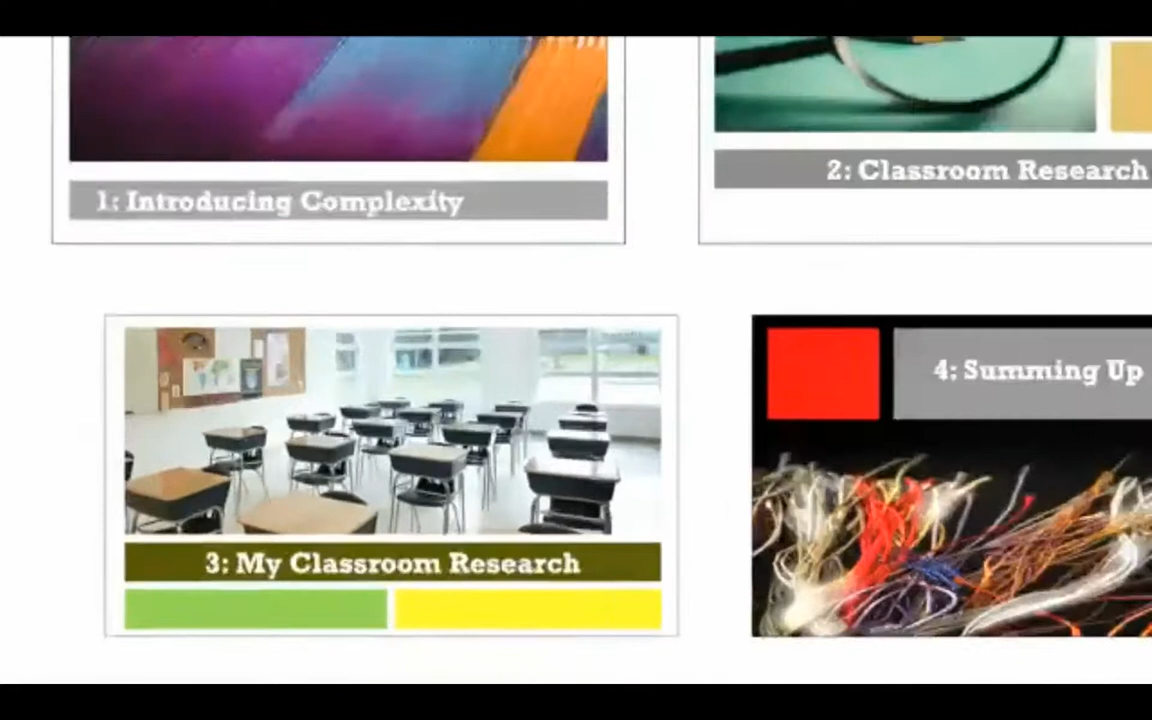 1: Introducing Complexity
2: Classroom Research
3: My Classroom Research
4: Summing Up